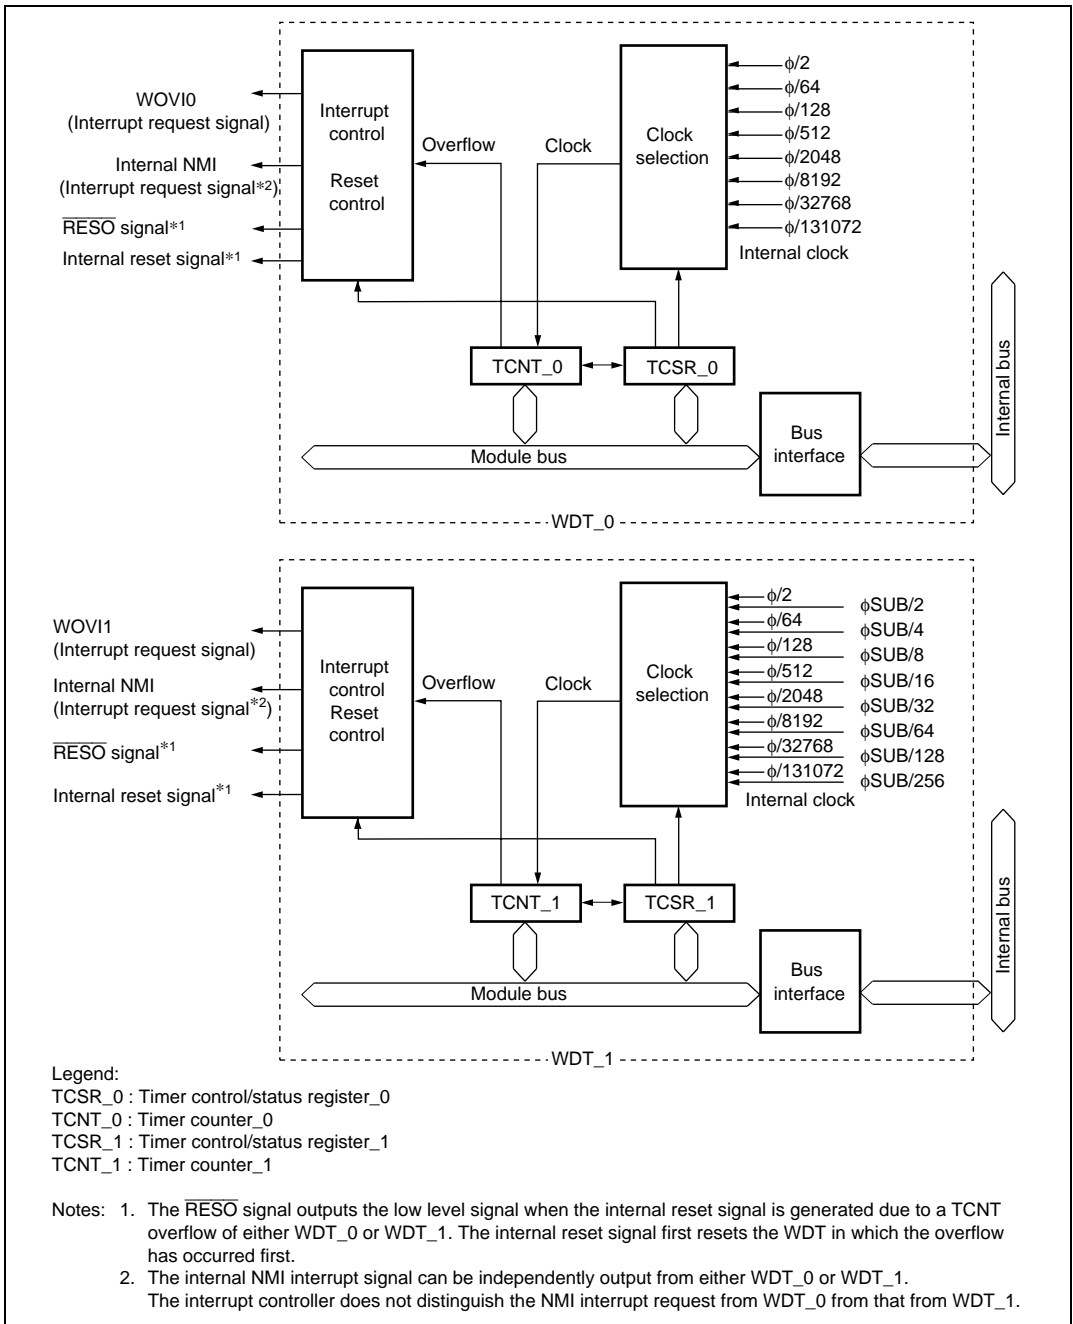 WOVI0
(Interrupt request signal)
Internal NMI
(Interrupt request signal*2)
RESO signal*1
Internal reset signal*1
Interrupt
control
Reset
control
Overflow
Clock
Clock
selection
φ/2
φ/64
φ/128
φ/512
φ/2048
φ/8192
φ/32768
φ/131072
Internal clock
TCNT_0
TCSR_0
Module bus
Bus
interface
Internal bus
WDT_0
WOVI1
(Interrupt request signal)
Internal NMI
(Interrupt request signal*2)
RESO signal*1
Internal reset signal*1
Interrupt
control
Reset
control
Overflow
Clock
Clock
selection
φ/2
φSUB/2
φ/64
φSUB/4
φ/128
φSUB/8
φ/512
φSUB/16
φ/2048
φSUB/32
φ/8192
φSUB/64
φ/32768
φSUB/128
φ/131072
φSUB/256
Internal clock
TCNT_1
TCSR_1
Module bus
Bus
interface
Internal bus
WDT_1
Legend:
TCSR_0 : Timer control/status register_0
TCNT_0 : Timer counter_0
TCSR_1 : Timer control/status register_1
TCNT_1 : Timer counter_1
Notes: 1. The RESO signal outputs the low level signal when the internal reset signal is generated due to a TCNT
overflow of either WDT_0 or WDT_1. The internal reset signal first resets the WDT in which the overflow
has occurred first.
2. The internal NMI interrupt signal can be independently output from either WDT_0 or WDT_1.
The interrupt controller does not distinguish the NMI interrupt request from WDT_0 from that from WDT_1.